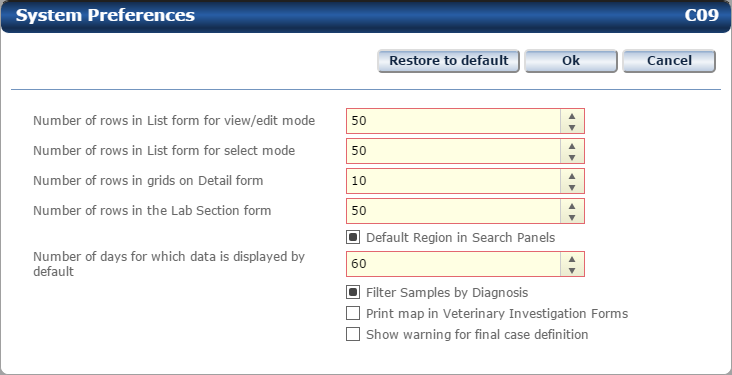 System Preferences C09
Restore to default Ok Cancel
Number of rows in List form for view/edit mode 50
Number of rows in List form for select mode 50
Number of rows in grids on Detail form 10
Number of rows in the Lab Section form 50
Default Region in Search Panels
Number of days for which data is displayed by
default 60
Filter Samples by Diagnosis
Print map in Veterinary Investigation Forms
Show warning for final case definition